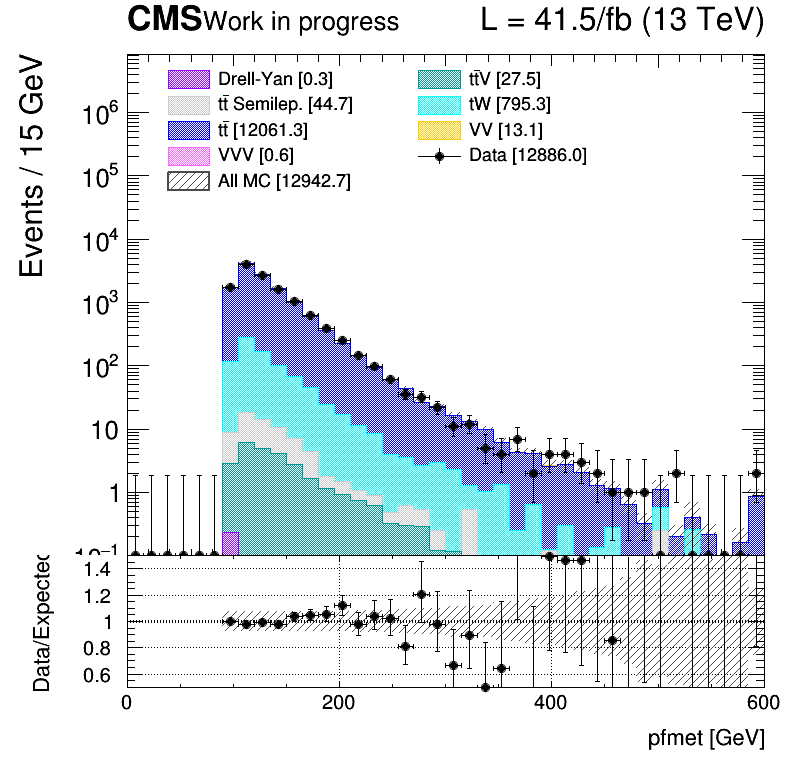 CMS Work in progress L = 41.5/fb (13 TeV)
Events / 15 GeV
Drell-Yan [0.3] tt̄V [27.5]
tt̄ Semilep. [44.7] tW [795.3]
tt̄ [12061.3] VV [13.1]
VVV [0.6] Data [12886.0]
All MC [12942.7]
10⁶
10⁵
10⁴
10³
10²
10
1
10⁻¹
Data/Expected
1.4
1.2
1
0.8
0.6
0 200 400 600
pfmet [GeV]